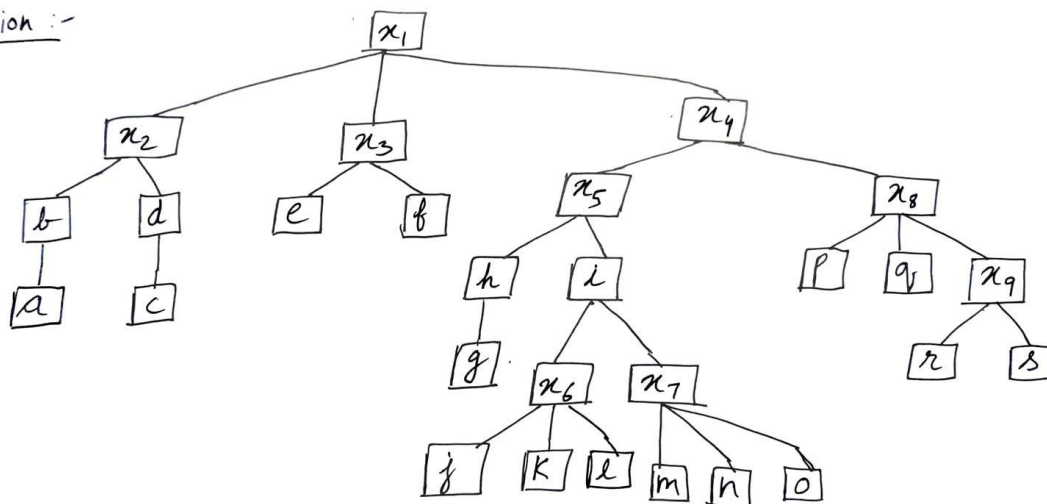 ion :-
x₁
x₂ x₃ x₄
b d e f x₅ x₈
a c h i p q x₉
g x₆ x₇ r s
j k l m n o